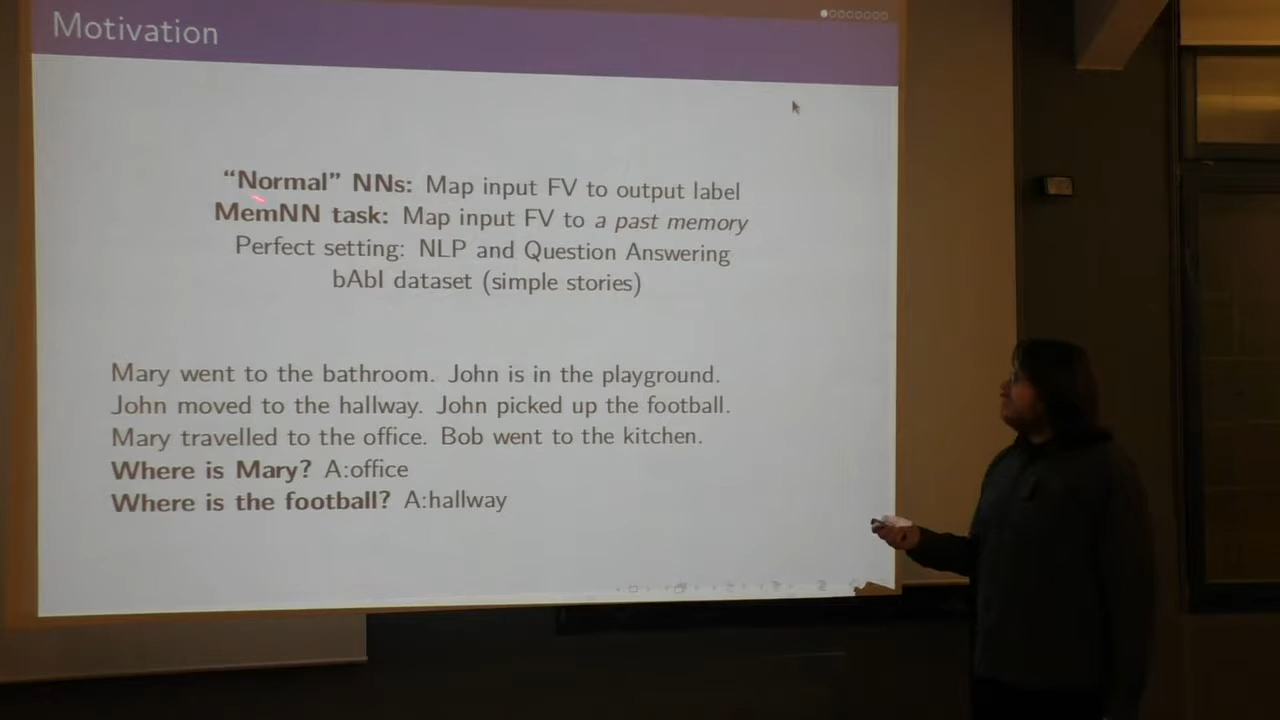 Motivation
“Normal” NNs: Map input FV to output label
MemNN task: Map input FV to a past memory
Perfect setting: NLP and Question Answering
bAbI dataset (simple stories)
Mary went to the bathroom. John is in the playground.
John moved to the hallway. John picked up the football.
Mary travelled to the office. Bob went to the kitchen.
Where is Mary? A:office
Where is the football? A:hallway